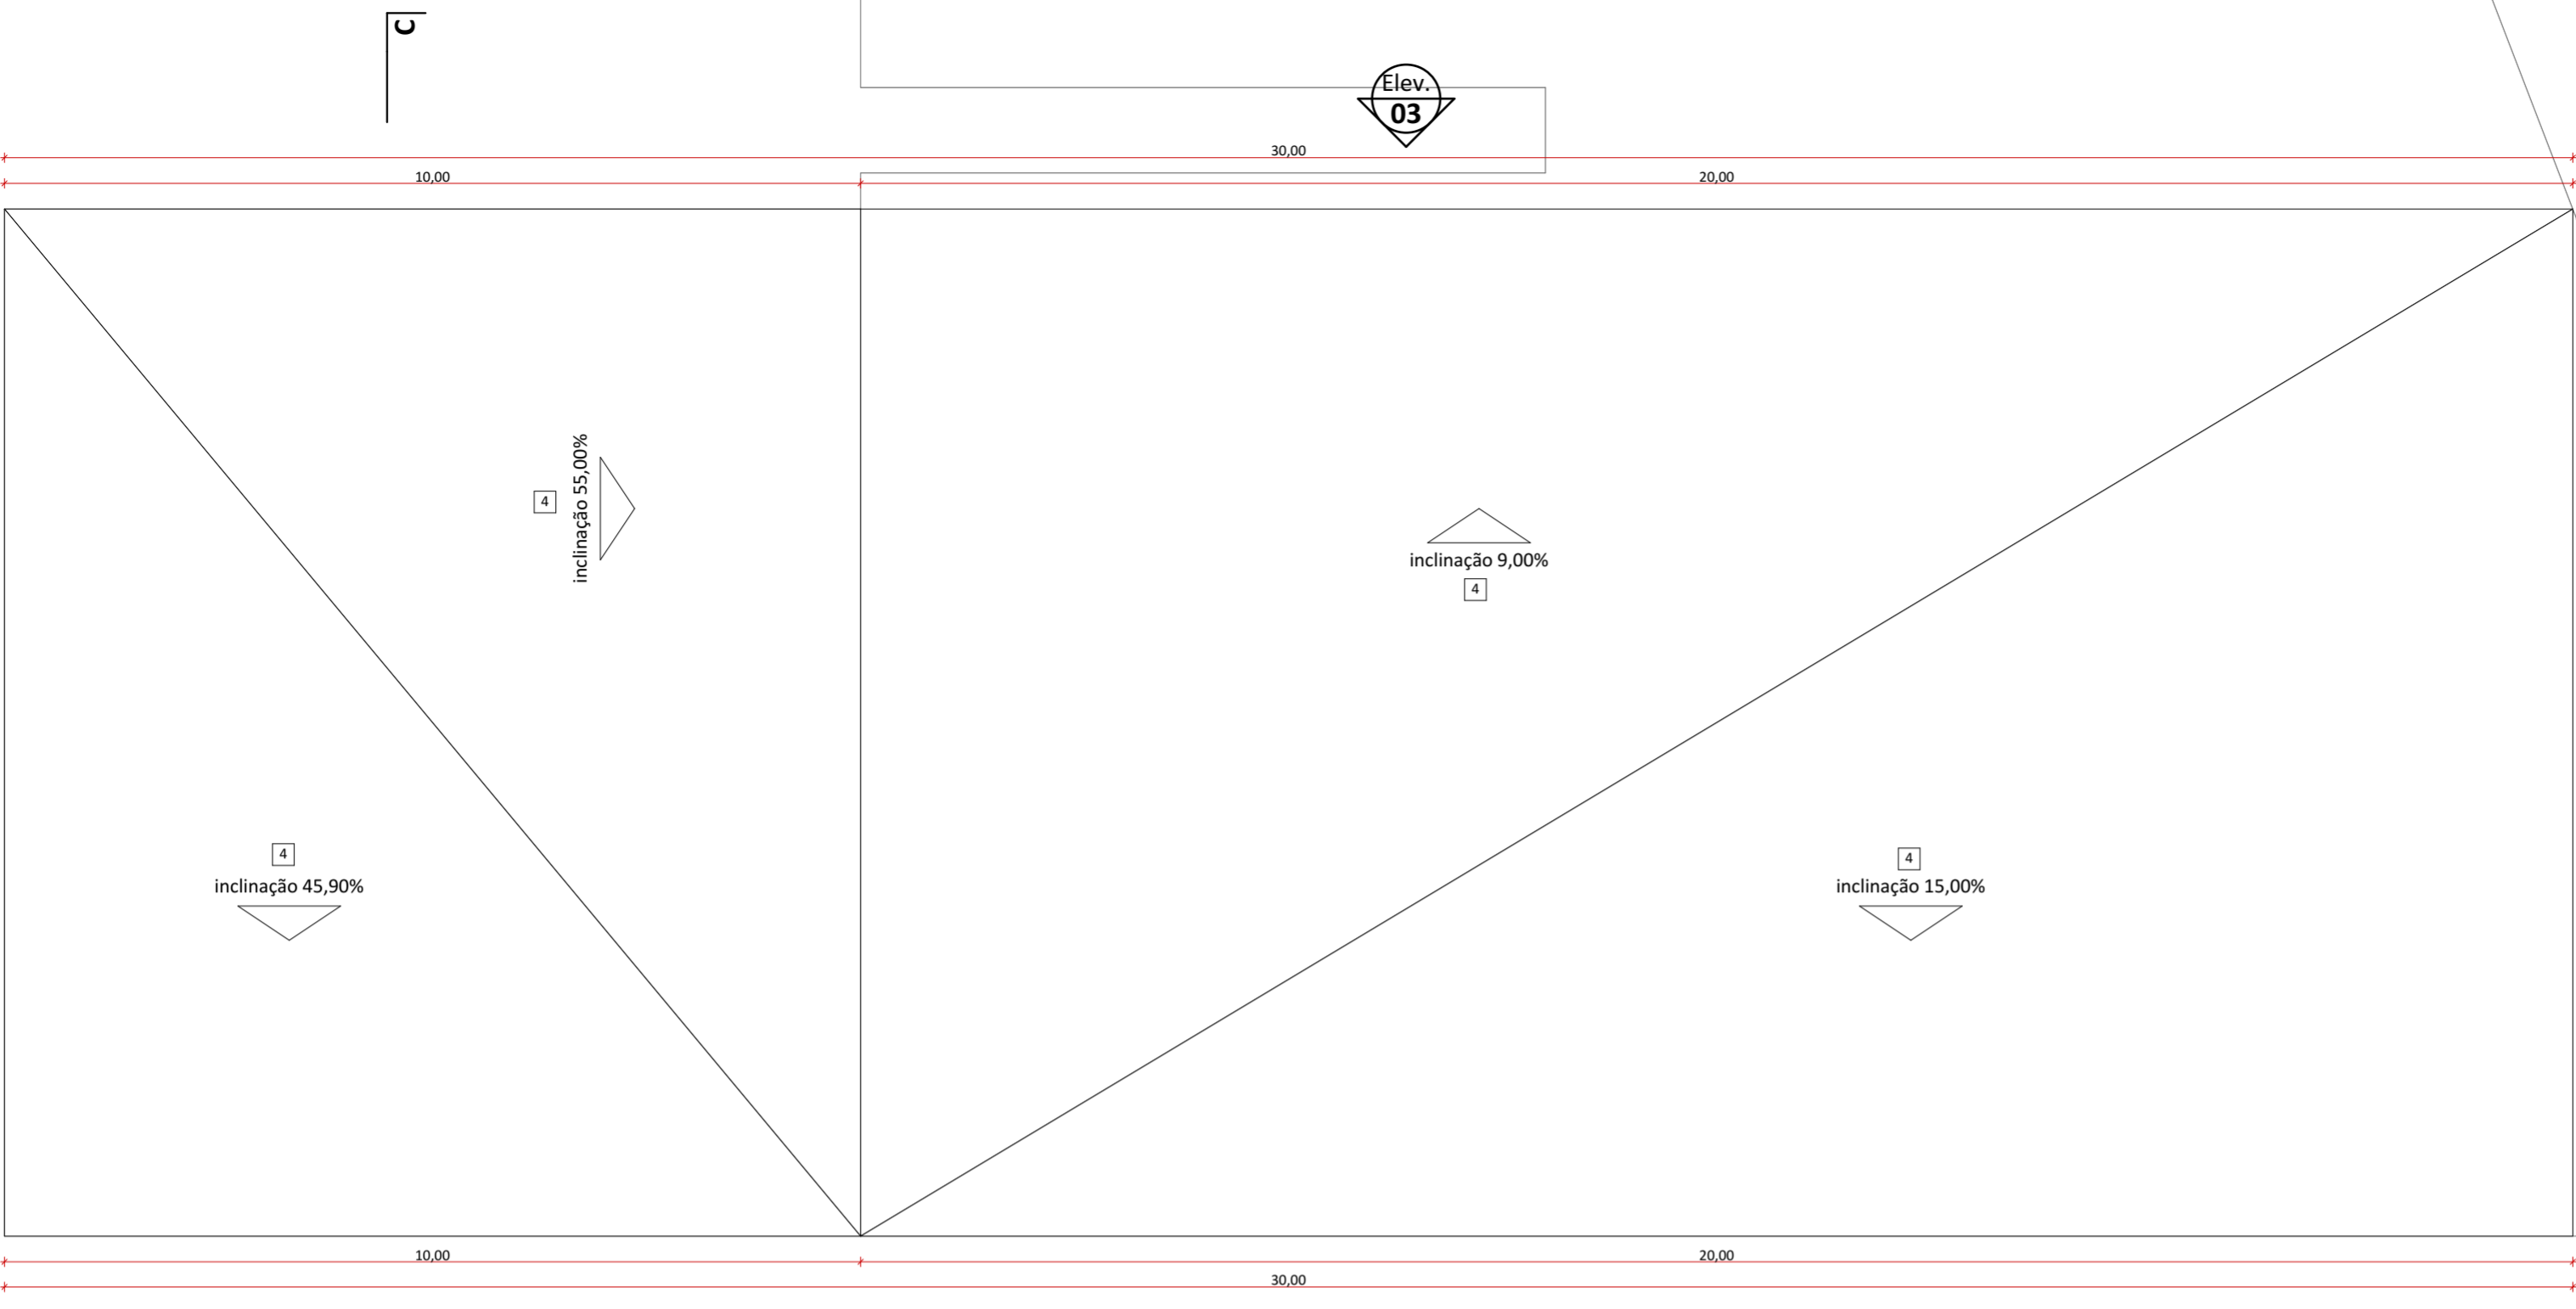 C
Elev.
03
30,00
10,00
20,00
4
inclinação 55,00%
inclinação 9,00%
4
4
inclinação 45,90%
4
inclinação 15,00%
10,00
20,00
30,00